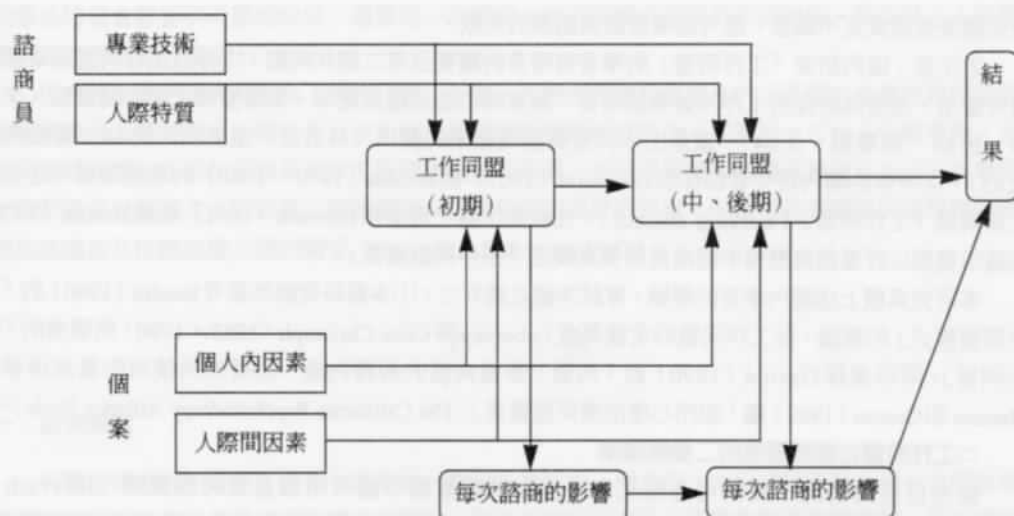 諮商員
專業技術
人際特質
工作同盟
（初期）
工作同盟
（中、後期）
結果
個案
個人內因素
人際間因素
每次諮商的影響
每次諮商的影響